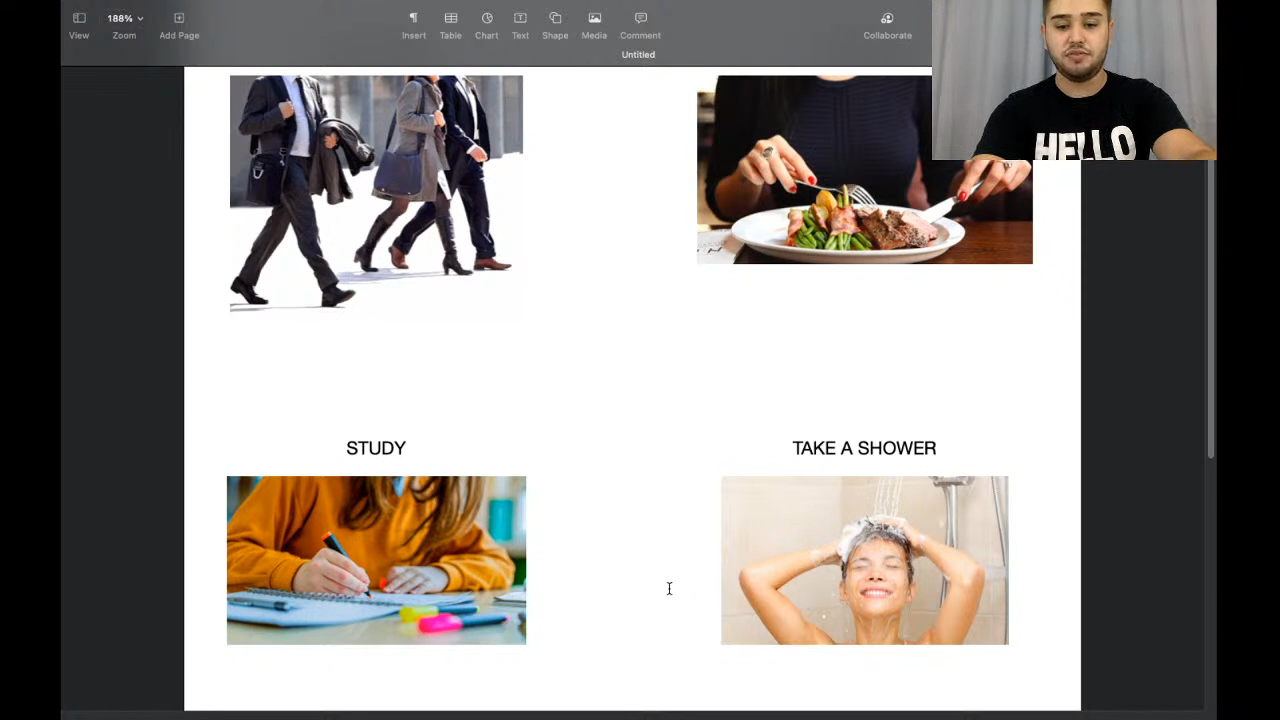 188%
View
Zoom
Add Page
Insert
Table
Chart
Text
Shape
Media
Comment
Collaborate
Untitled
HELLO
STUDY
TAKE A SHOWER